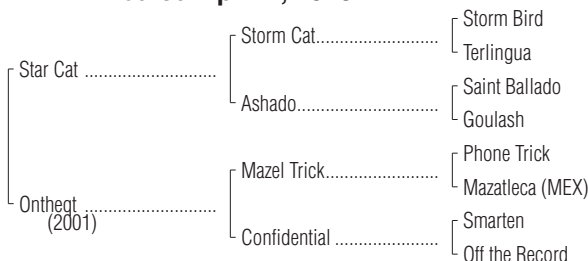 Storm Bird
Storm Cat
Terlingua
Star Cat
Saint Ballado
Ashado
Goulash
Phone Trick
Mazel Trick
Mazatleca (MEX)
Ontheqt
(2001)
Smarten
Confidential
Off the Record